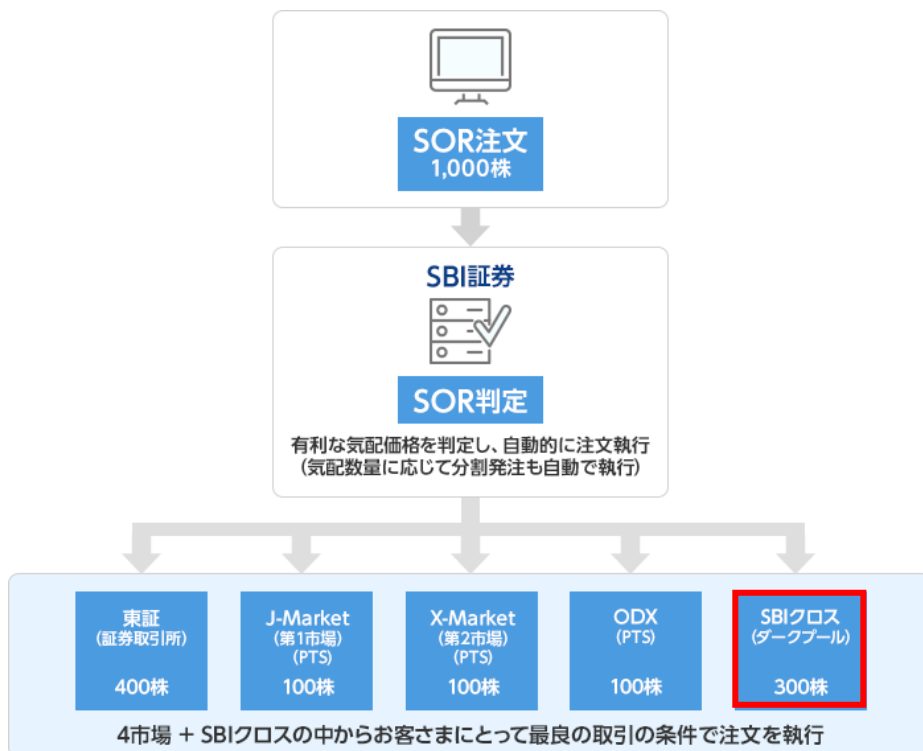 SOR注文
1,000株
SBI証券
SOR判定
有利な気配価格を判定し、自動的に注文執行
(気配数量に応じて分割発注も自動で執行)
東証
(証券取引所)
400株
J-Market
(第1市場)
(PTS)
100株
X-Market
(第2市場)
(PTS)
100株
ODX
(PTS)
100株
SBIクロス
(ダークプール)
300株
4市場 + SBIクロスの中からお客さまにとって最良の取引の条件で注文を執行